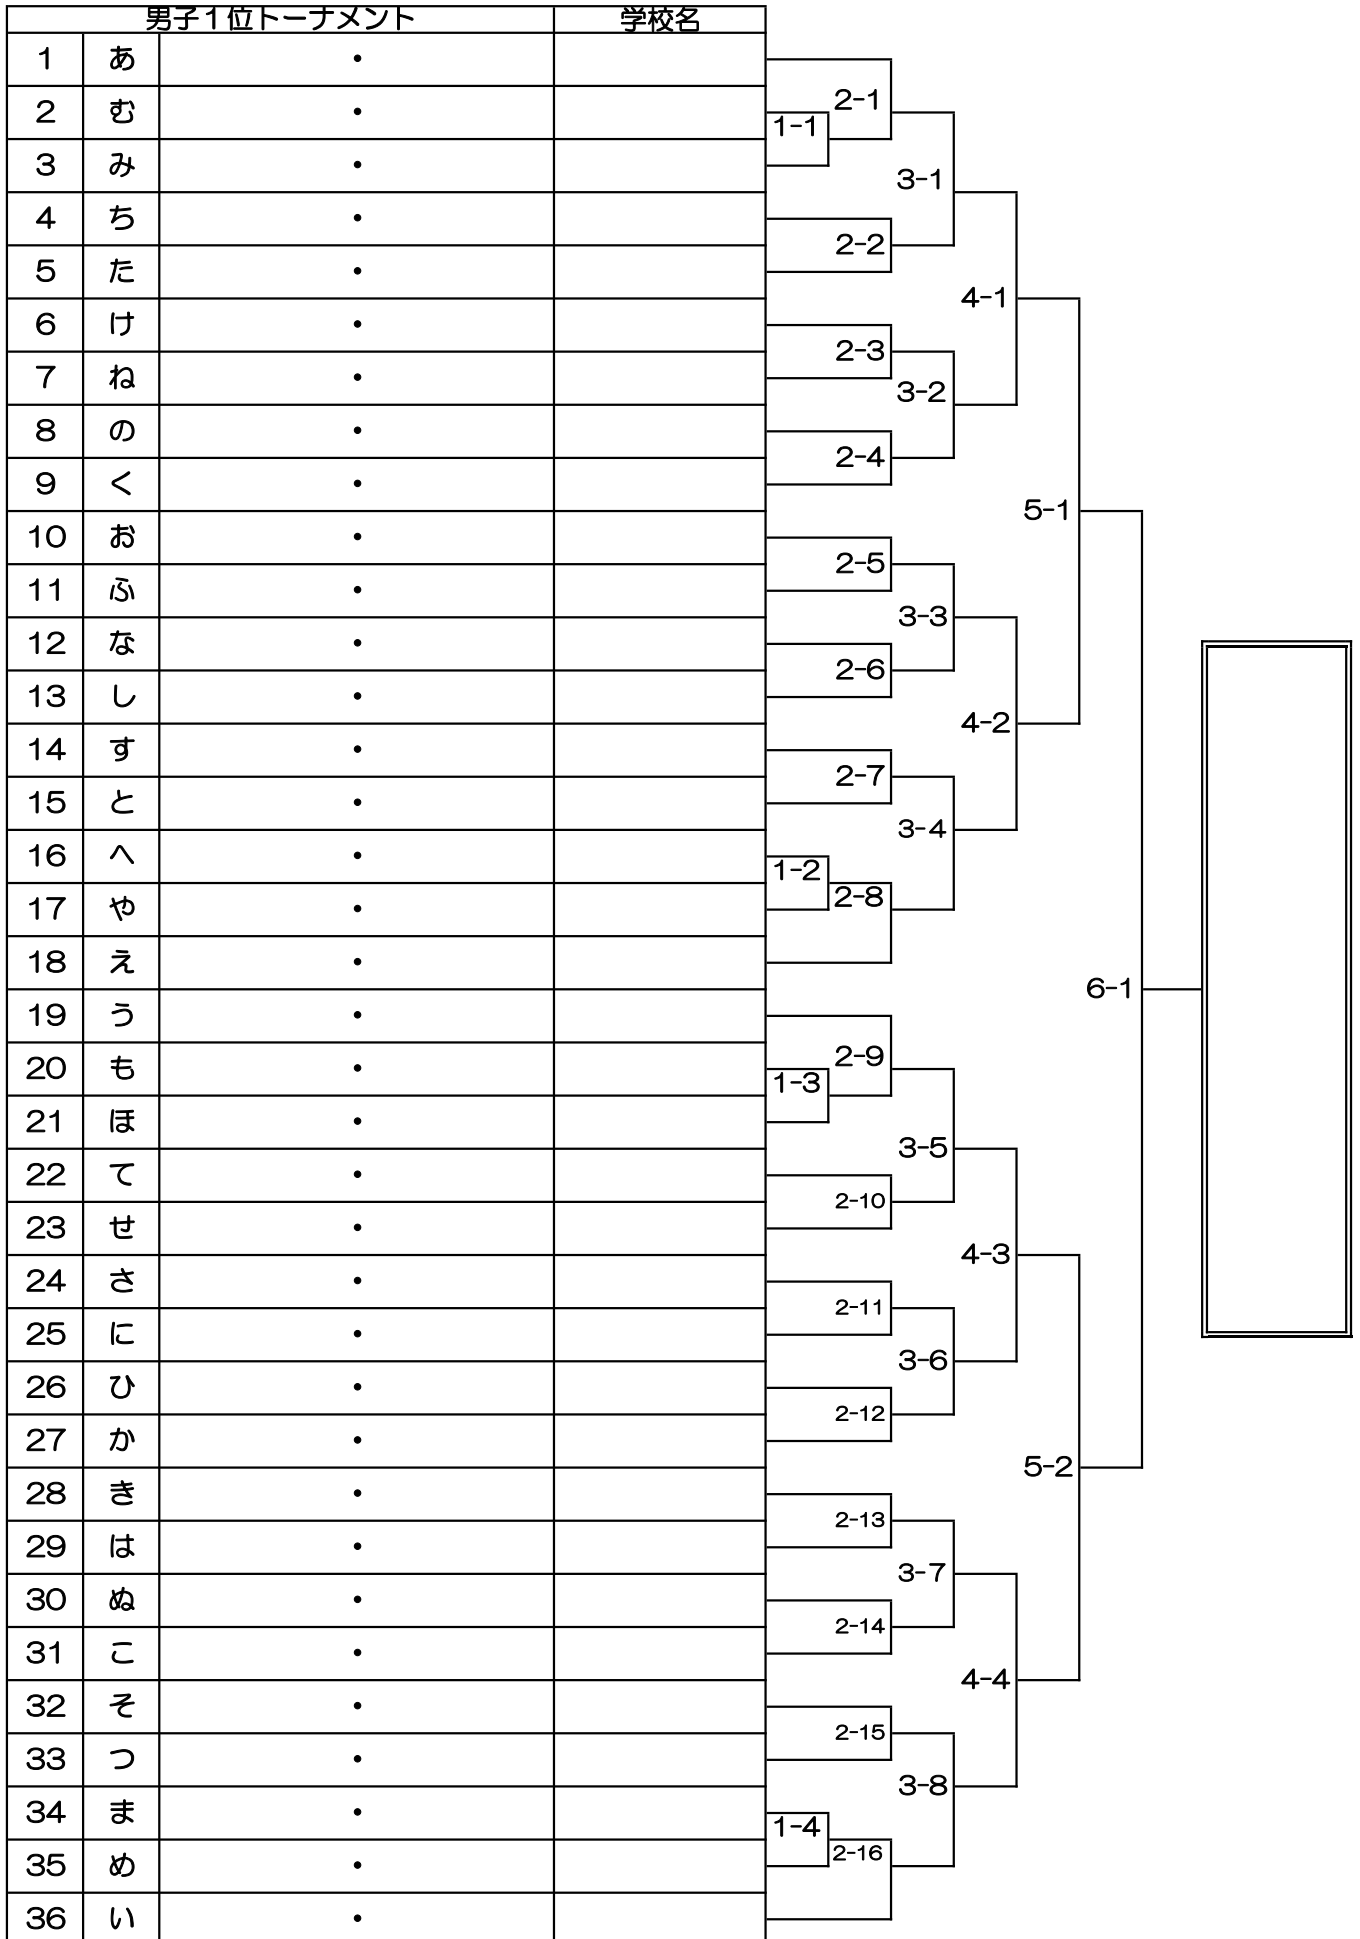 男子1位トーナメント 学校名
1 あ ・
2 む ・
3 み ・
4 ち ・
5 た ・
6 け ・
7 ね ・
8 の ・
9 く ・
10 お ・
11 ふ ・
12 な ・
13 し ・
14 す ・
15 と ・
16 へ ・
17 や ・
18 え ・
19 う ・
20 も ・
21 ほ ・
22 て ・
23 せ ・
24 さ ・
25 に ・
26 ひ ・
27 か ・
28 き ・
29 は ・
30 ぬ ・
31 こ ・
32 そ ・
33 つ ・
34 ま ・
35 め ・
36 い ・
1-1
1-2
1-3
1-4
2-1
2-2
2-3
2-4
2-5
2-6
2-7
2-8
2-9
2-10
2-11
2-12
2-13
2-14
2-15
2-16
3-1
3-2
3-3
3-4
3-5
3-6
3-7
3-8
4-1
4-2
4-3
4-4
5-1
5-2
6-1